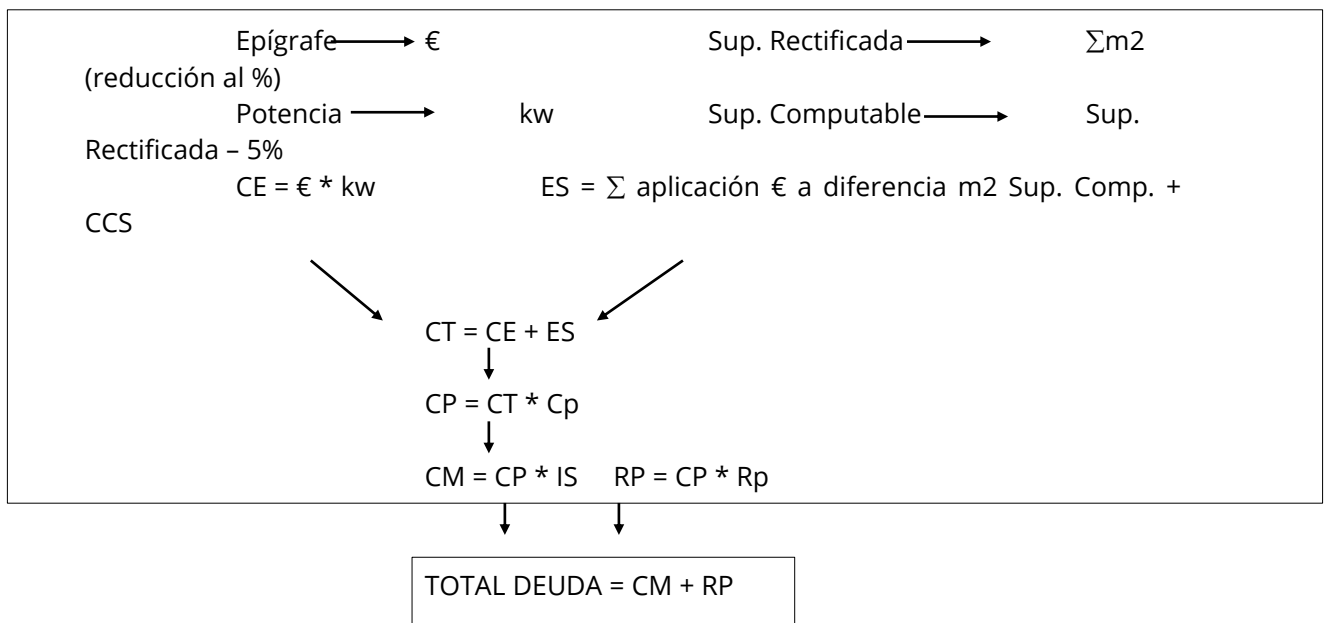 Epígrafe € Sup. Rectificada ∑m2
(reducción al %)
Potencia kw Sup. Computable Sup.
Rectificada – 5%
CE = € * kw ES = ∑ aplicación € a diferencia m2 Sup. Comp. +
CCS
CT = CE + ES
CP = CT * Cp
CM = CP * IS RP = CP * Rp
TOTAL DEUDA = CM + RP